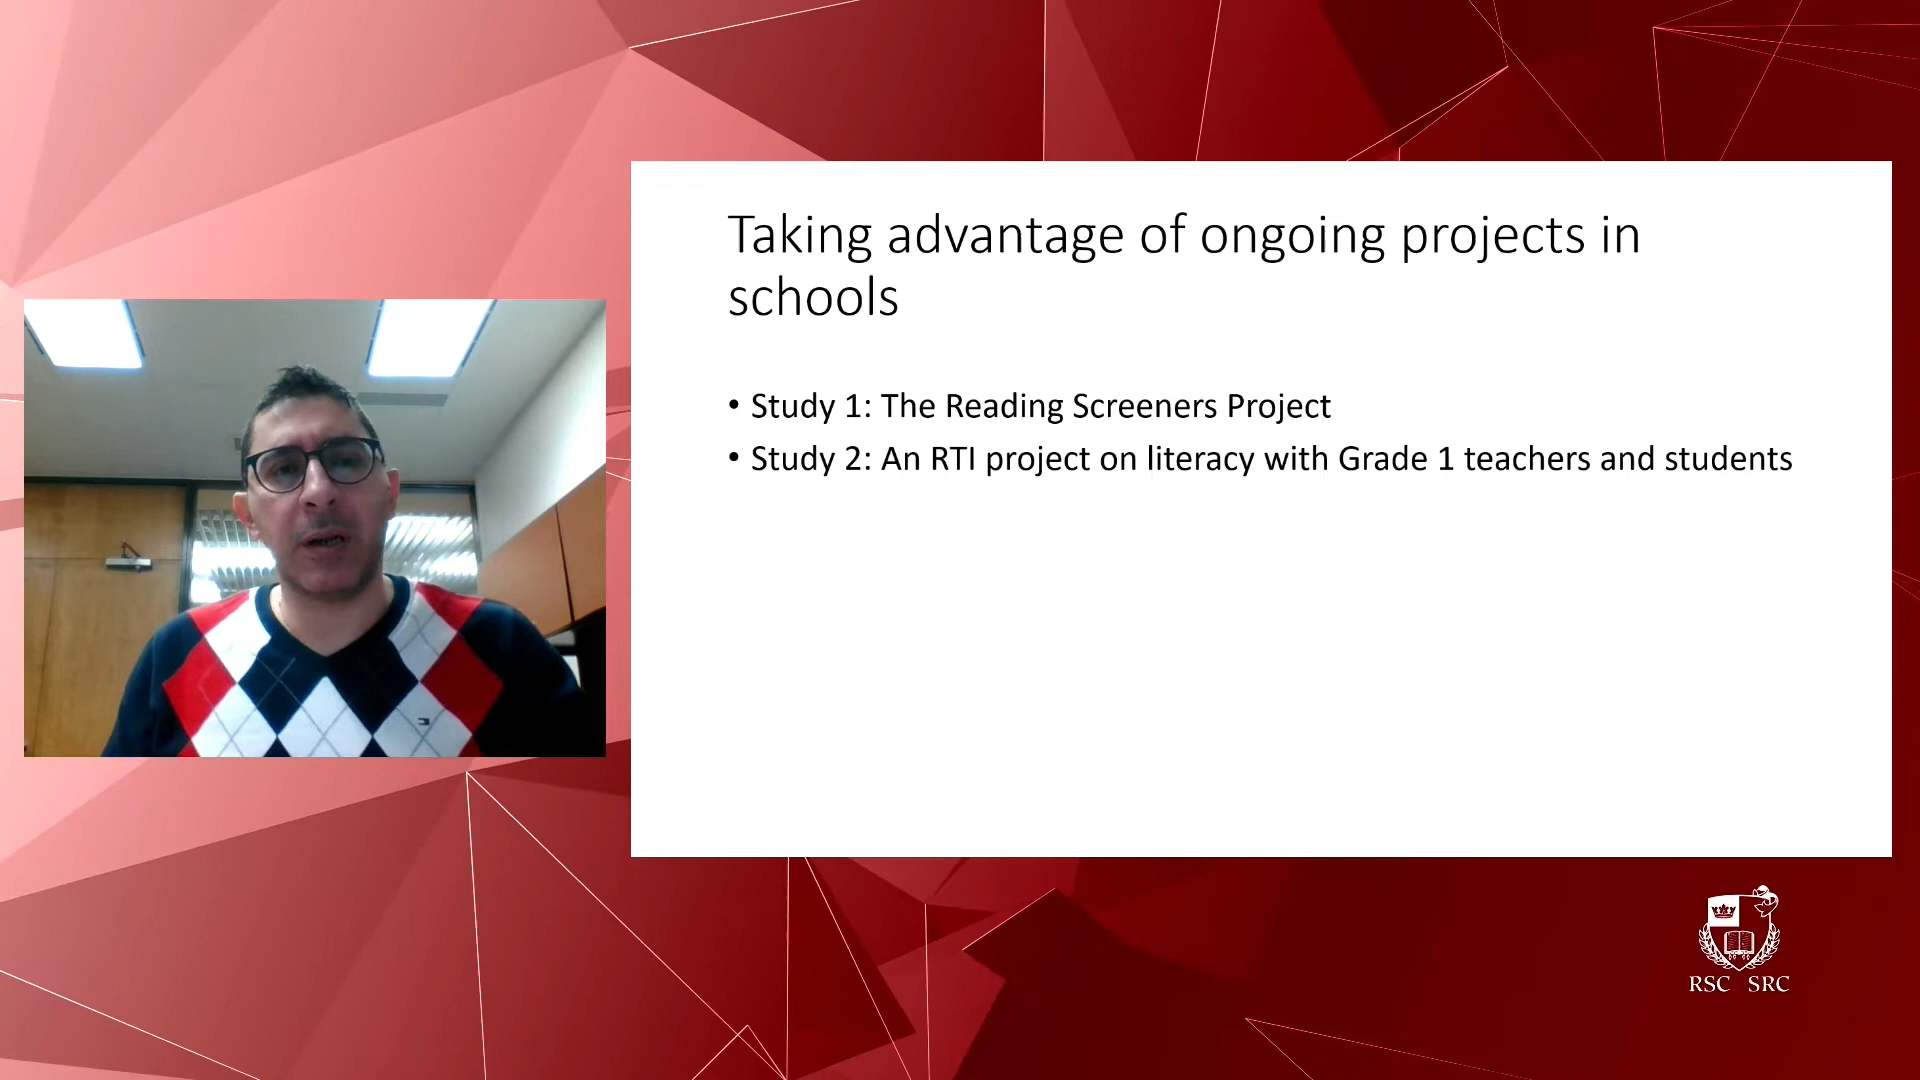 Taking advantage of ongoing projects in
schools
• Study 1: The Reading Screeners Project
• Study 2: An RTI project on literacy with Grade 1 teachers and students
RSC SRC